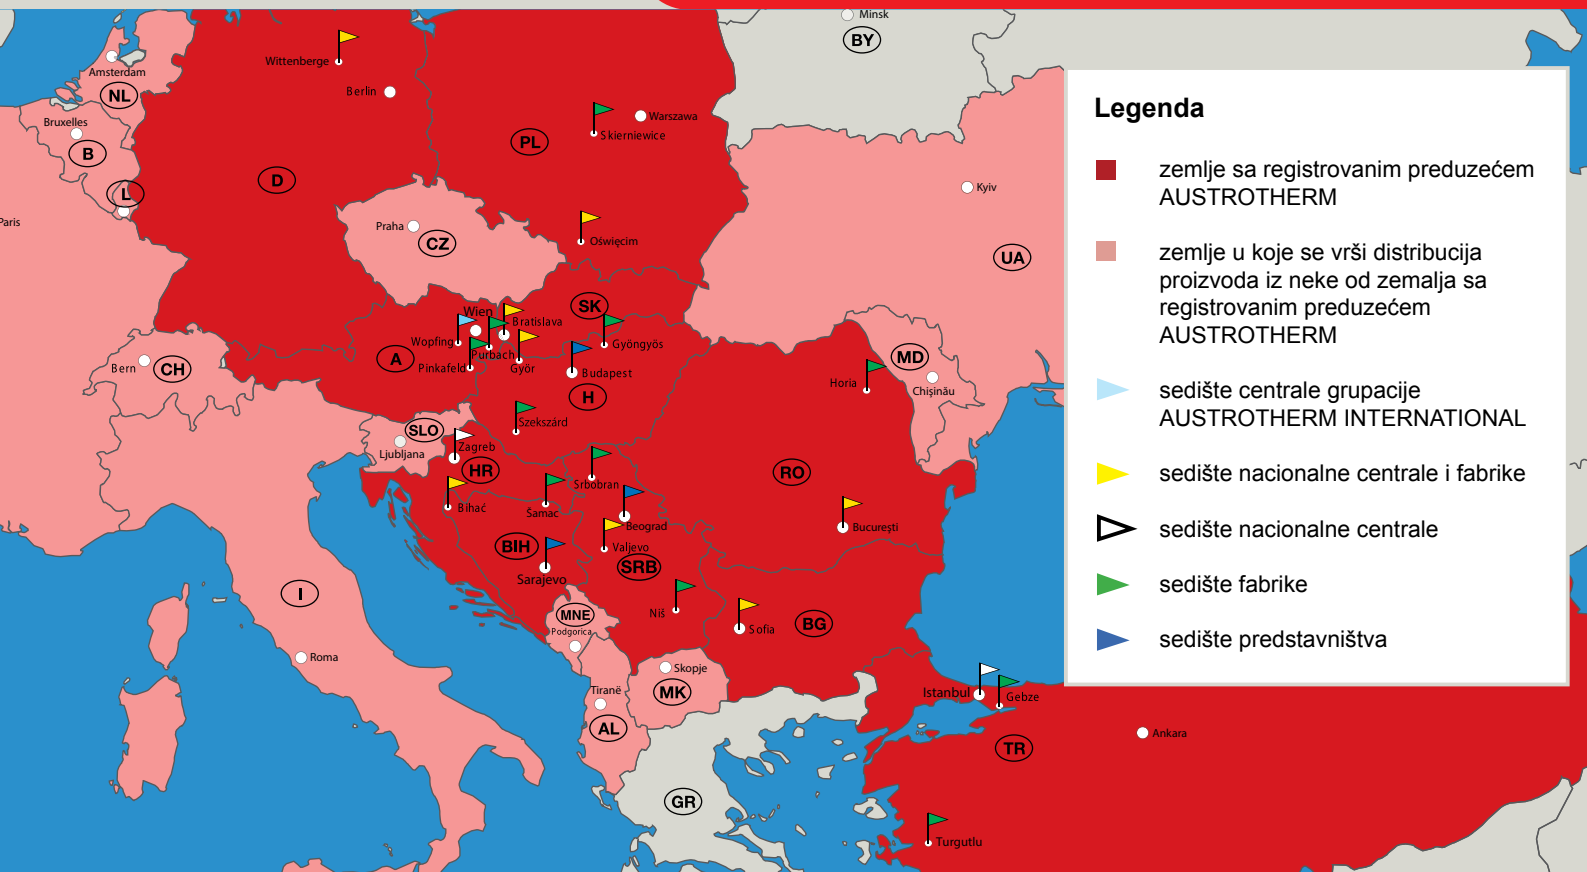 Minsk
BY
Wittenberge
Amsterdam
NL
Berlin
Warszawa
Skierniewice
Bruxelles
B
PL
D
L
Kyiv
Paris
Praha
CZ
Oświęcim
UA
SK
Wien
Bratislava
Wopfing
Purbach
Gyöngyös
A
Pinkafeld
Győr
Budapest
Bern
CH
H
MD
Horia
Chişinău
Szekszárd
SLO
Ljubljana
Zagreb
HR
RO
Srbobran
Bihać
Šamac
Beograd
Bucureşti
BIH
Valjevo
SRB
Sarajevo
I
MNE
Podgorica
Niš
Sofia
BG
Roma
Skopje
Tiranë
MK
Istanbul
Gebze
AL
TR
Ankara
GR
Turgutlu
Legenda
zemlje sa registrovanim preduzećem
AUSTROTHERM
zemlje u koje se vrši distribucija
proizvoda iz neke od zemalja sa
registrovanim preduzećem
AUSTROTHERM
sedište centrale grupacije
AUSTROTHERM INTERNATIONAL
sedište nacionalne centrale i fabrike
sedište nacionalne centrale
sedište fabrike
sedište predstavništva